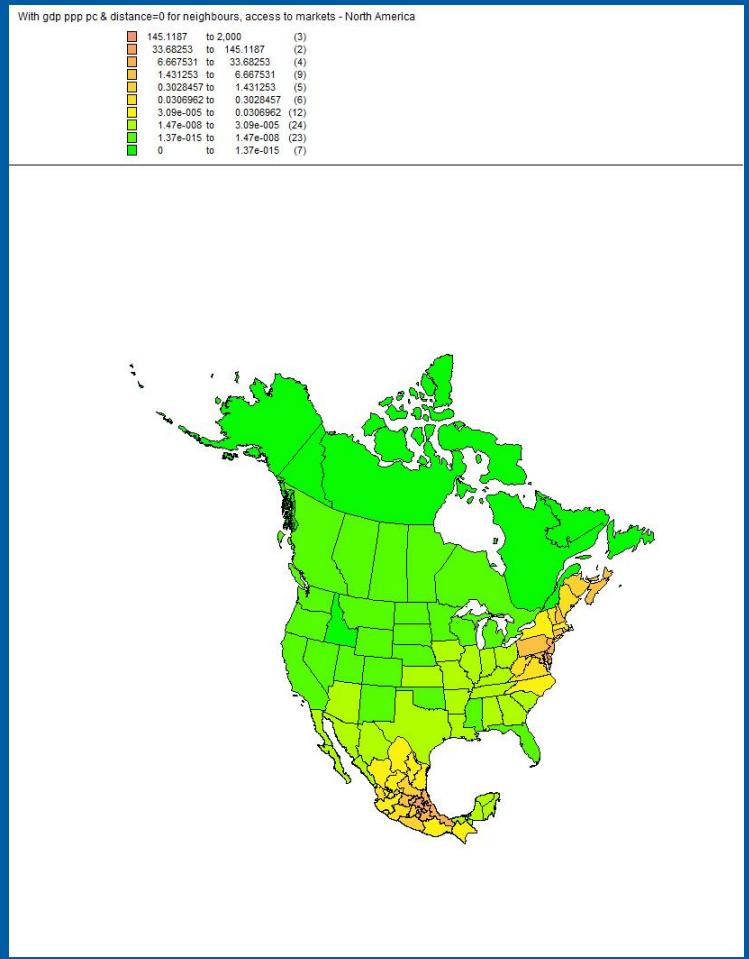 With gdp ppp pc & distance=0 for neighbours, access to markets - North America
145.1187 to 2,000 (3)
33.68253 to 145.1187 (2)
6.667531 to 33.68253 (4)
1.431253 to 6.667531 (9)
0.3028457 to 1.431253 (5)
0.0306962 to 0.3028457 (6)
3.09e-005 to 0.0306962 (12)
1.47e-008 to 3.09e-005 (24)
1.37e-015 to 1.47e-008 (23)
0 to 1.37e-015 (7)